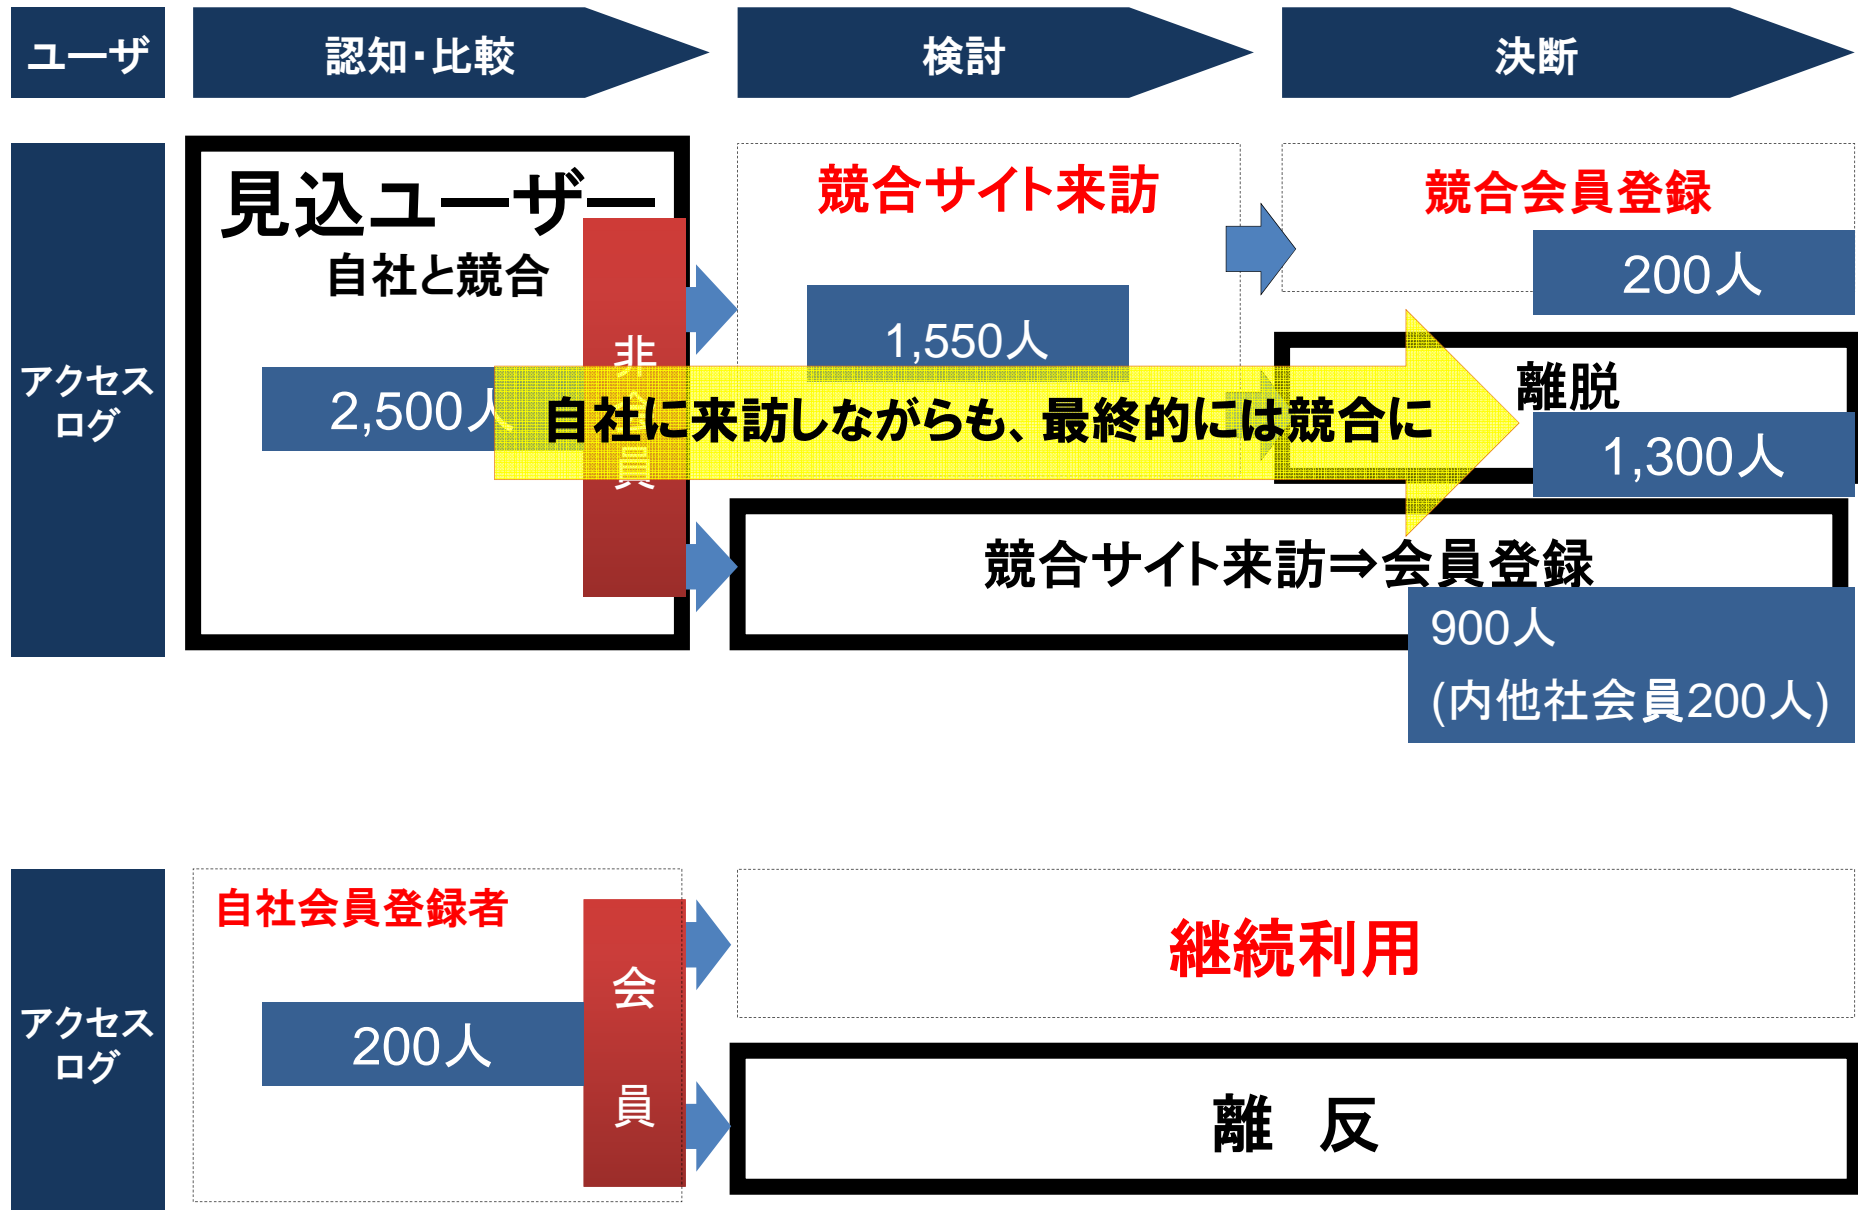 ユーザ
認知・比較
検討
決断
アクセス
ログ
見込ユーザー
自社と競合
2,500人
非
会
員
競合サイト来訪
1,550人
競合会員登録
200人
離脱
1,300人
自社に来訪しながらも、最終的には競合に
競合サイト来訪⇒会員登録
900人
(内他社会員200人)
アクセス
ログ
自社会員登録者
200人
会
員
継続利用
離 反